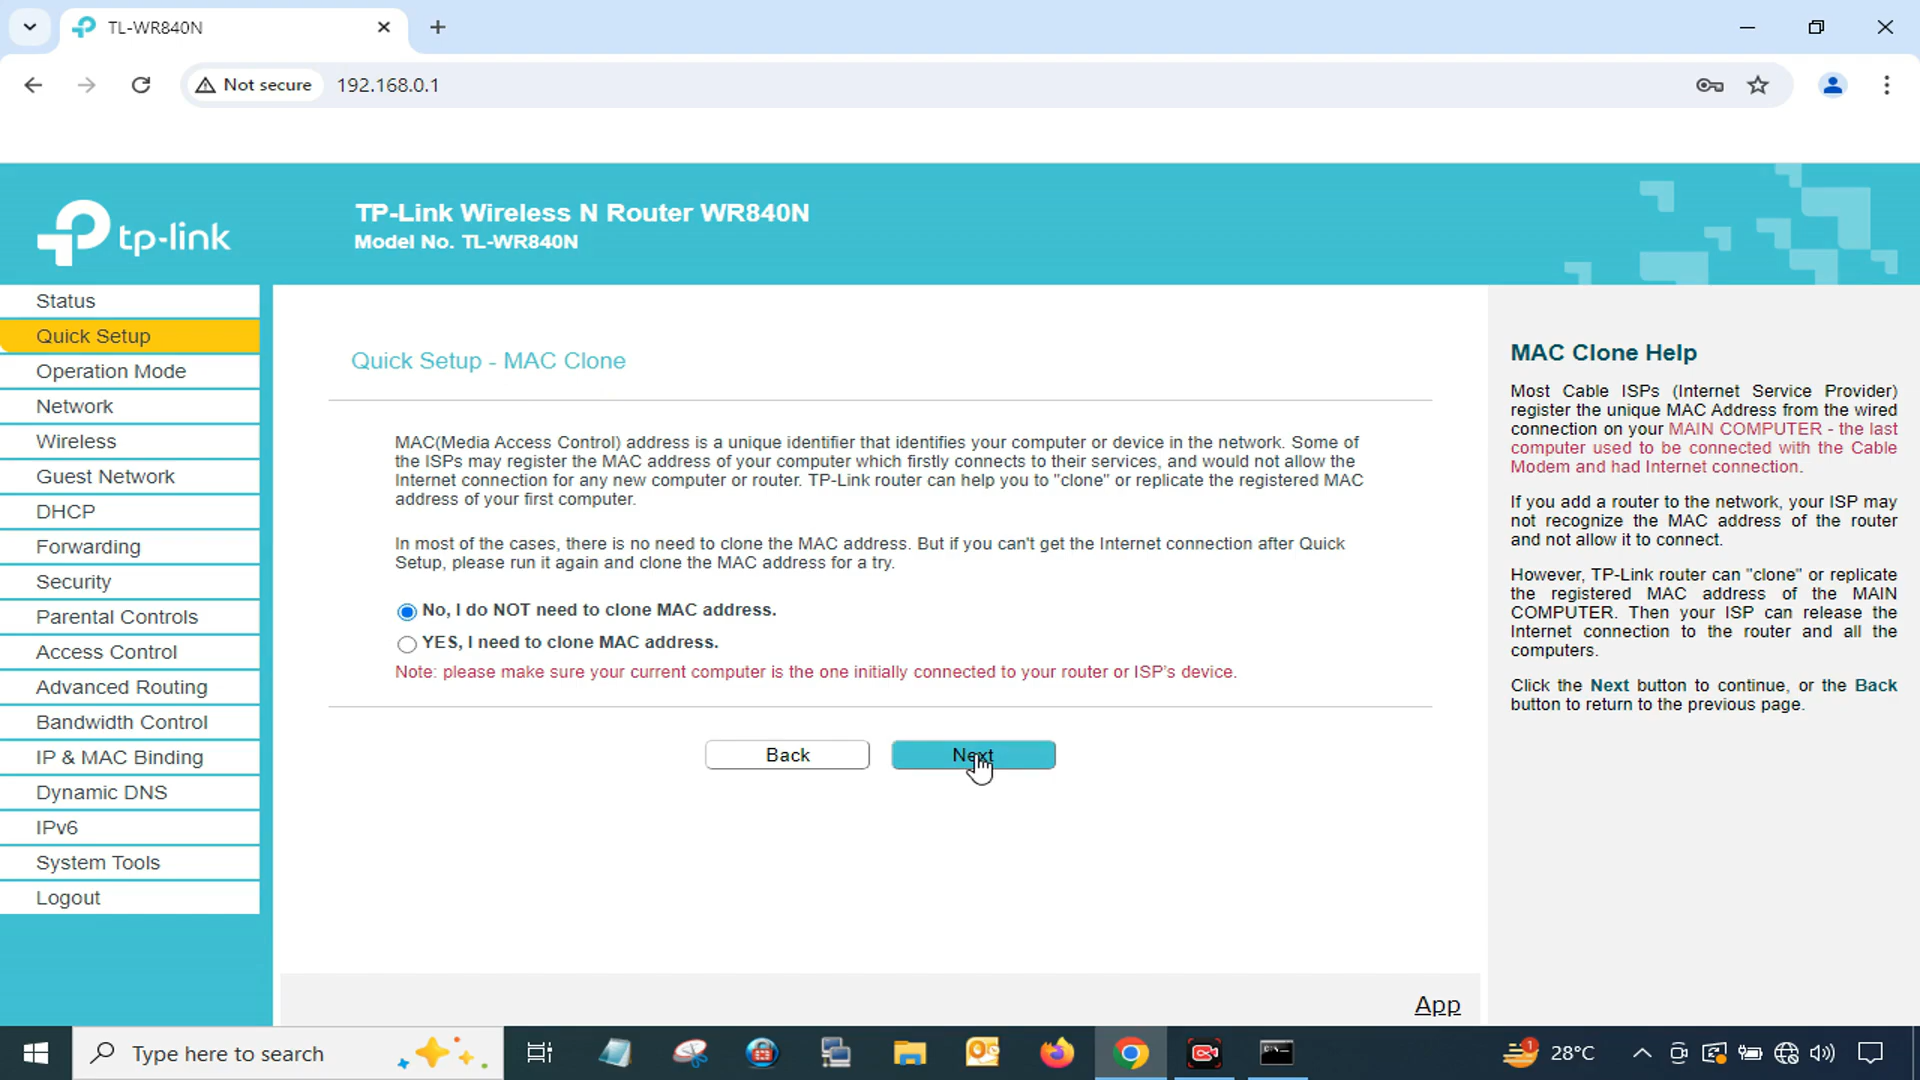 TL-WR840N
Not secure
192.168.0.1
tp-link
TP-Link Wireless N Router WR840N
Model No. TL-WR840N
Status
Quick Setup
Operation Mode
Network
Wireless
Guest Network
DHCP
Forwarding
Security
Parental Controls
Access Control
Advanced Routing
Bandwidth Control
IP & MAC Binding
Dynamic DNS
IPv6
System Tools
Logout
Quick Setup - MAC Clone
MAC(Media Access Control) address is a unique identifier that identifies your computer or device in the network. Some of
the ISPs may register the MAC address of your computer which firstly connects to their services, and would not allow the
Internet connection for any new computer or router. TP-Link router can help you to "clone" or replicate the registered MAC
address of your first computer.
In most of the cases, there is no need to clone the MAC address. But if you can't get the Internet connection after Quick
Setup, please run it again and clone the MAC address for a try.
No, I do NOT need to clone MAC address.
YES, I need to clone MAC address.
Note: please make sure your current computer is the one initially connected to your router or ISP's device.
Back
Next
MAC Clone Help
Most Cable ISPs (Internet Service Provider)
register the unique MAC Address from the wired
connection on your MAIN COMPUTER - the last
computer used to be connected with the Cable
Modem and had Internet connection.
If you add a router to the network, your ISP may
not recognize the MAC address of the router
and not allow it to connect.
However, TP-Link router can "clone" or replicate
the registered MAC address of the MAIN
COMPUTER. Then your ISP can release the
Internet connection to the router and all the
computers.
Click the Next button to continue, or the Back
button to return to the previous page.
App
Type here to search
1
28°C